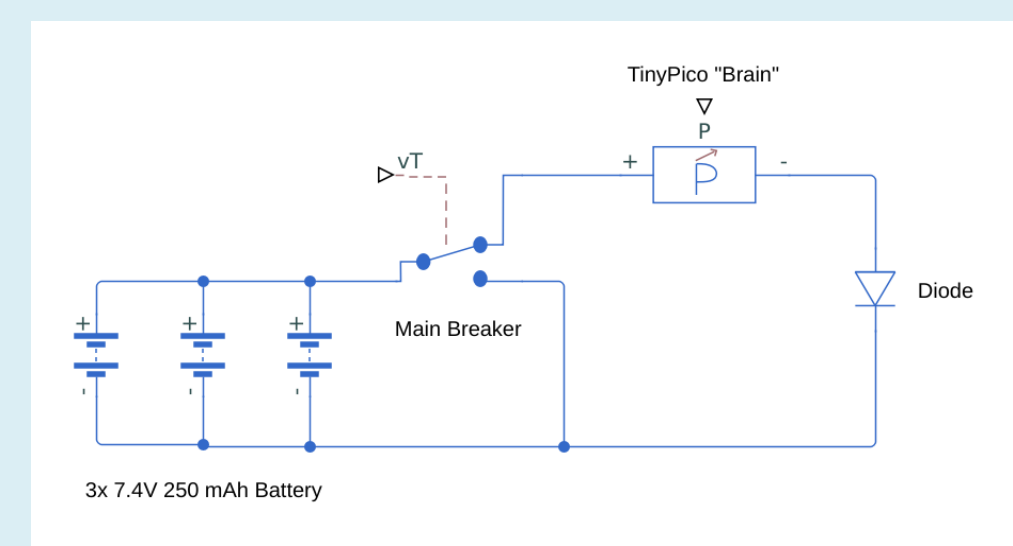 TinyPico "Brain"
P
vT
+ -
P
Diode
+ + +
Main Breaker
- - -
3x 7.4V 250 mAh Battery